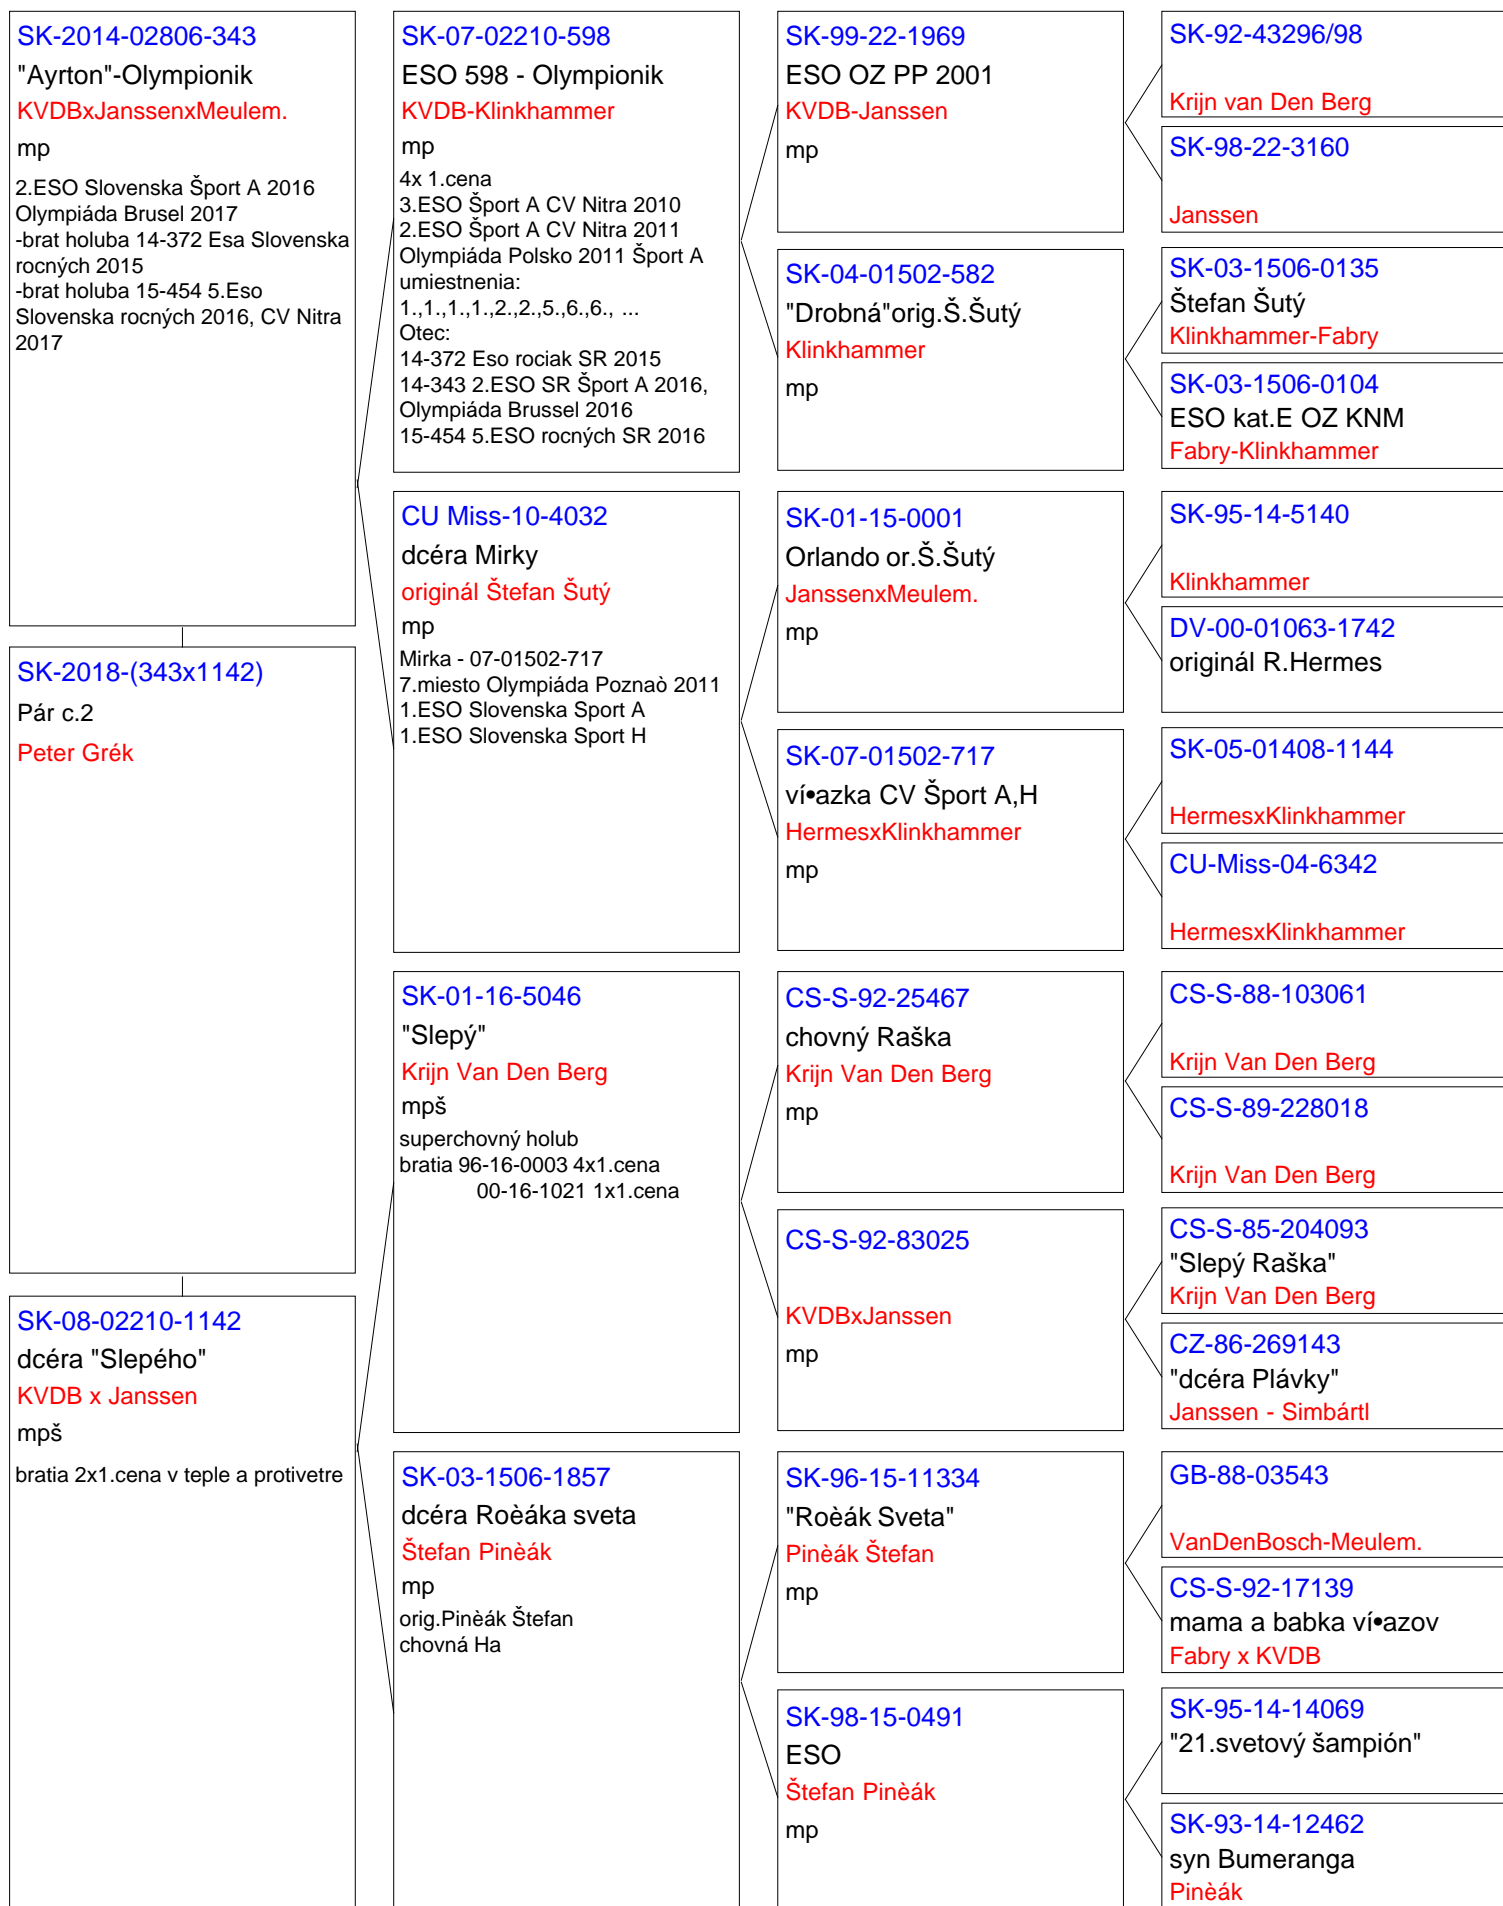 SK-2014-02806-343
"Ayrton"-Olympionik
KVDBxJanssenxMeulem.
mp
2.ESO Slovenska Šport A 2016
Olympiáda Brusel 2017
-brat holuba 14-372 Esa Slovenska
rocných 2015
-brat holuba 15-454 5.Eso
Slovenska rocných 2016, CV Nitra
2017
SK-2018-(343x1142)
Pár c.2
Peter Grék
SK-08-02210-1142
dcéra "Slepého"
KVDB x Janssen
mpš
bratia 2x1.cena v teple a protivetre
SK-07-02210-598
ESO 598 - Olympionik
KVDB-Klinkhammer
mp
4x 1.cena
3.ESO Šport A CV Nitra 2010
2.ESO Šport A CV Nitra 2011
Olympiáda Polsko 2011 Šport A
umiestnenia:
1.,1.,1.,1.,2.,2.,5.,6.,6., ...
Otec:
14-372 Eso rociak SR 2015
14-343 2.ESO SR Šport A 2016,
Olympiáda Brussel 2016
15-454 5.ESO rocných SR 2016
CU Miss-10-4032
dcéra Mirky
originál Štefan Šutý
mp
Mirka - 07-01502-717
7.miesto Olympiáda Poznaò 2011
1.ESO Slovenska Sport A
1.ESO Slovenska Sport H
SK-01-16-5046
"Slepý"
Krijn Van Den Berg
mpš
superchovný holub
bratia 96-16-0003 4x1.cena
00-16-1021 1x1.cena
SK-03-1506-1857
dcéra Roèáka sveta
Štefan Pinèák
mp
orig.Pinèák Štefan
chovná Ha
SK-99-22-1969
ESO OZ PP 2001
KVDB-Janssen
mp
SK-04-01502-582
"Drobná"orig.Š.Šutý
Klinkhammer
mp
SK-01-15-0001
Orlando or.Š.Šutý
JanssenxMeulem.
mp
SK-07-01502-717
ví•azka CV Šport A,H
HermesxKlinkhammer
mp
CS-S-92-25467
chovný Raška
Krijn Van Den Berg
mp
CS-S-92-83025
KVDBxJanssen
mp
SK-96-15-11334
"Roèák Sveta"
Pinèák Štefan
mp
SK-98-15-0491
ESO
Štefan Pinèák
mp
SK-92-43296/98
Krijn van Den Berg
SK-98-22-3160
Janssen
SK-03-1506-0135
Štefan Šutý
Klinkhammer-Fabry
SK-03-1506-0104
ESO kat.E OZ KNM
Fabry-Klinkhammer
SK-95-14-5140
Klinkhammer
DV-00-01063-1742
originál R.Hermes
SK-05-01408-1144
HermesxKlinkhammer
CU-Miss-04-6342
HermesxKlinkhammer
CS-S-88-103061
Krijn Van Den Berg
CS-S-89-228018
Krijn Van Den Berg
CS-S-85-204093
"Slepý Raška"
Krijn Van Den Berg
CZ-86-269143
"dcéra Plávky"
Janssen - Simbártl
GB-88-03543
VanDenBosch-Meulem.
CS-S-92-17139
mama a babka ví•azov
Fabry x KVDB
SK-95-14-14069
"21.svetový šampión"
SK-93-14-12462
syn Bumeranga
Pinèák